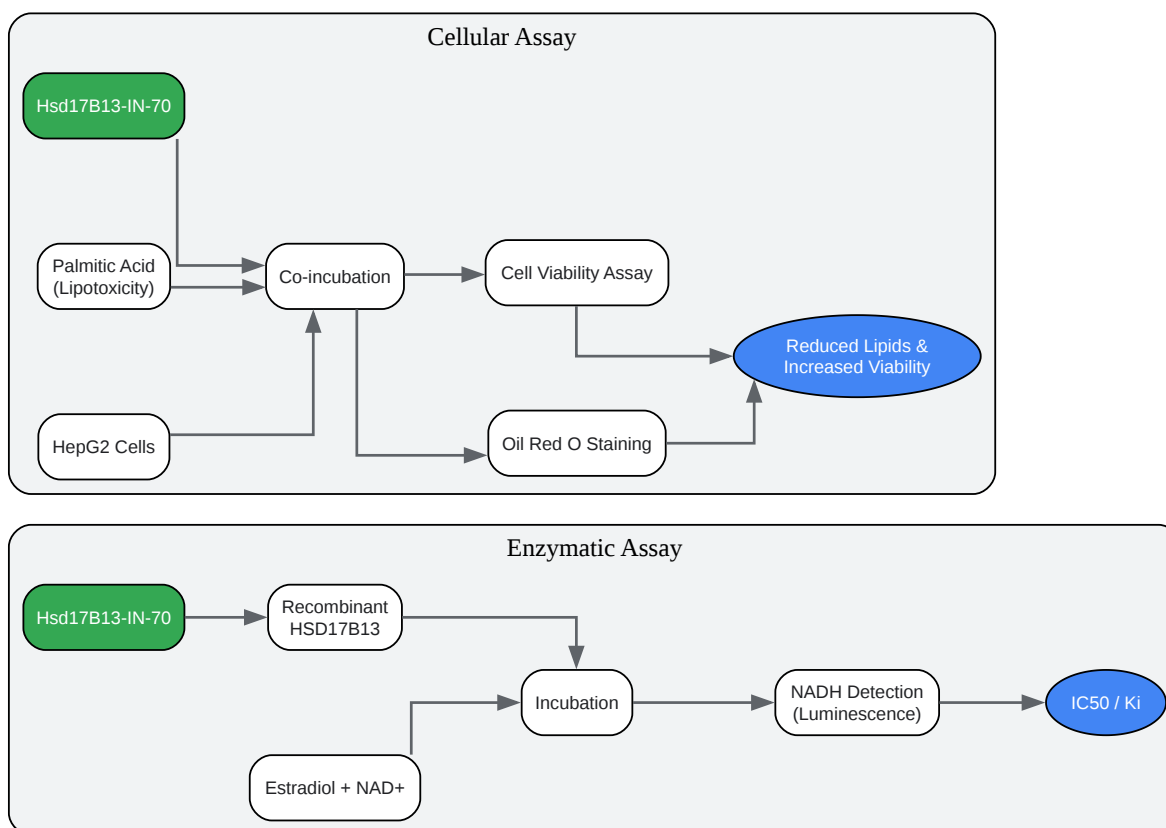 Cellular Assay
Hsd17B13-IN-70
Palmitic Acid
(Lipotoxicity)
Co-incubation
Cell Viability Assay
Reduced Lipids &
Increased Viability
HepG2 Cells
Oil Red O Staining
Enzymatic Assay
Hsd17B13-IN-70
Recombinant
HSD17B13
Incubation
NADH Detection
(Luminescence)
IC50 / Ki
Estradiol + NAD+